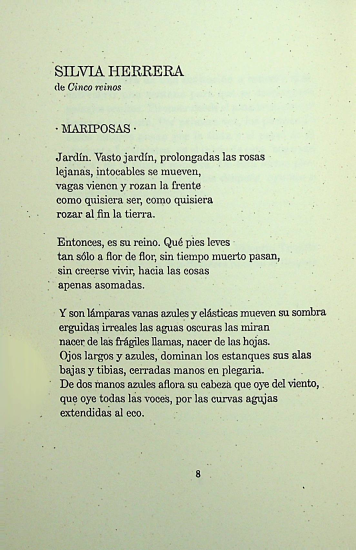 SILVIA HERRERA
de Cinco reinos
· MARIPOSAS ·
Jardín. Vasto jardín, prolongadas las rosas
lejanas, intocables se mueven,
vagas vienen y rozan la frente
como quisiera ser, como quisiera
rozar al fin la tierra.
Entonces, es su reino. Qué pies leves
tan sólo a flor de flor, sin tiempo muerto pasan,
sin creerse vivir, hacia las cosas
apenas asomadas.
Y son lámparas vanas azules y elásticas mueven su sombra
erguidas irreales las aguas oscuras las miran
nacer de las frágiles llamas, nacer de las hojas.
Ojos largos y azules, dominan los estanques sus alas
bajas y tibias, cerradas manos en plegaria.
De dos manos azules aflora su cabeza que oye del viento,
que oye todas las voces, por las curvas agujas
extendidas al eco.
8